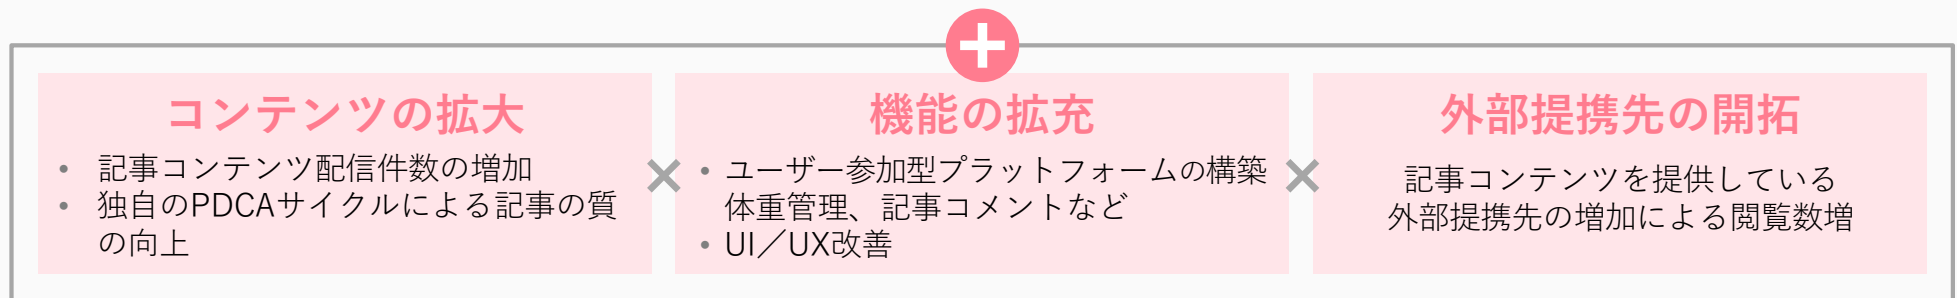 コンテンツの拡大
• 記事コンテンツ配信件数の増加
• 独自のPDCAサイクルによる記事の質
の向上
×
機能の拡充
• ユーザー参加型プラットフォームの構築
体重管理、記事コメントなど
• UI／UX改善
×
外部提携先の開拓
記事コンテンツを提供している
外部提携先の増加による閲覧数増